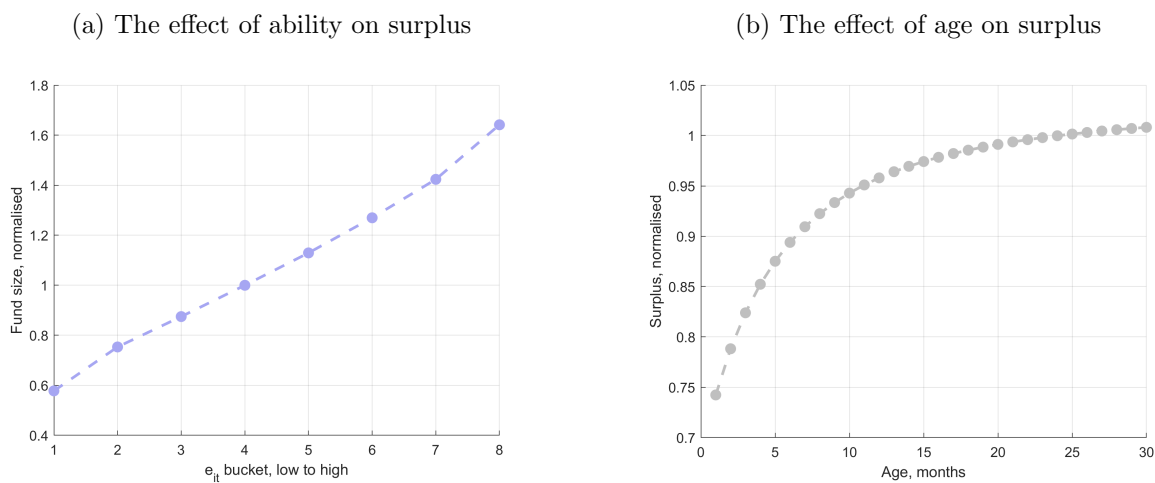 (a) The effect of ability on surplus
1.8
1.6
1.4
1.2
1
0.8
0.6
0.4
Fund size, normalised
1 2 3 4 5 6 7 8
e_it bucket, low to high
(b) The effect of age on surplus
1.05
1
0.95
0.9
0.85
0.8
0.75
0.7
Surplus, normalised
0 5 10 15 20 25 30
Age, months